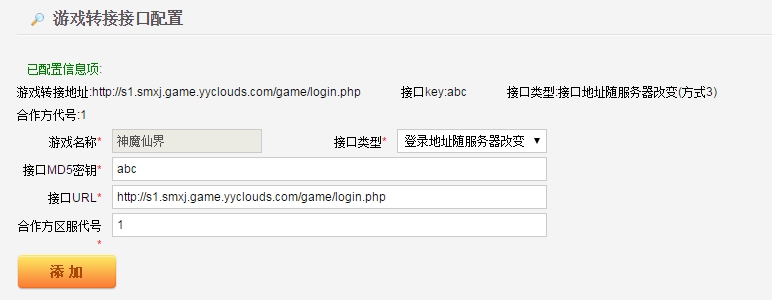 游戏转接接口配置
已配置信息项:
游戏转接地址:http://s1.smxj.game.yyclouds.com/game/login.php 接口key:abc 接口类型:接口地址随服务器改变(方式3)
合作方代号:1
游戏名称* 神魔仙界 接口类型* 登录地址随服务器改变
接口MD5密钥* abc
接口URL* http://s1.smxj.game.yyclouds.com/game/login.php
合作方区服代号 1
*
添 加